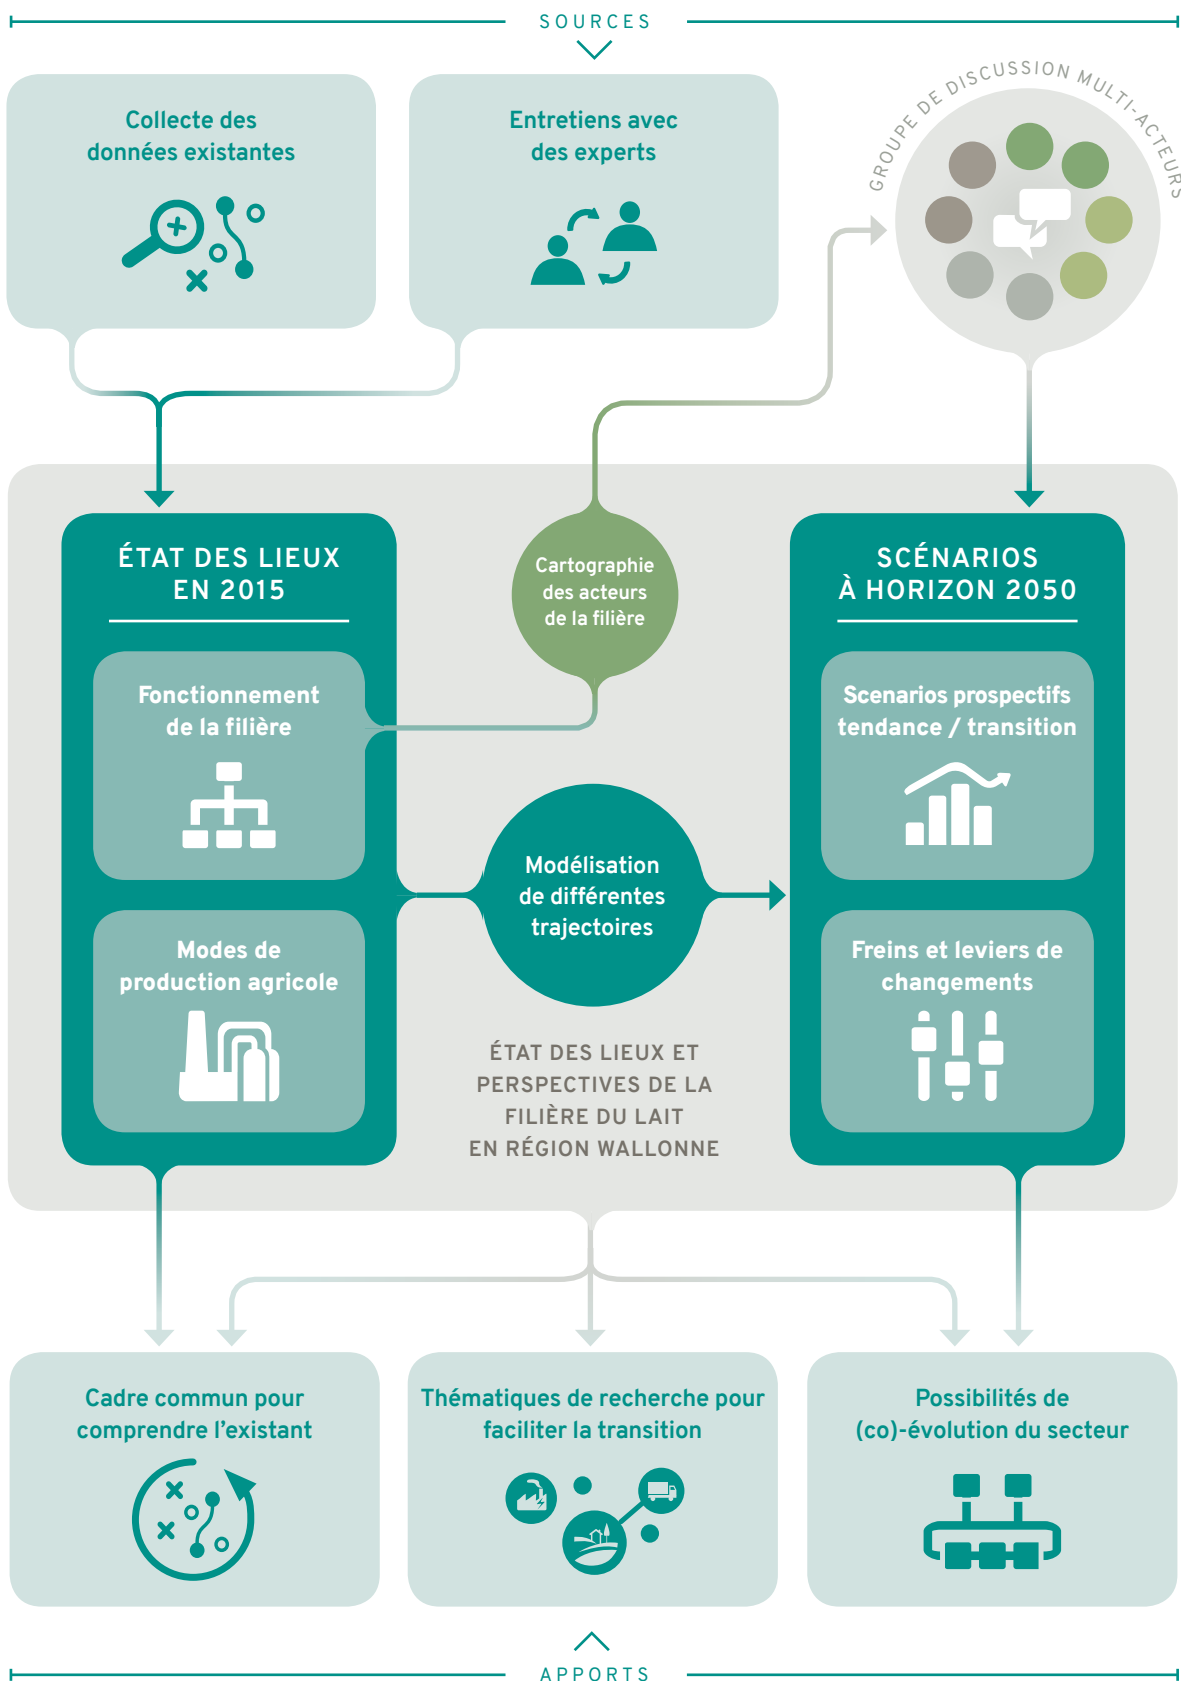 SOURCES
Collecte des
données existantes
Entretiens avec
des experts
GROUPE DE DISCUSSION MULTI-ACTEURS
ÉTAT DES LIEUX
EN 2015
Fonctionnement
de la filière
Modes de
production agricole
Cartographie
des acteurs
de la filière
Modélisation
de différentes
trajectoires
ÉTAT DES LIEUX ET
PERSPECTIVES DE LA
FILIÈRE DU LAIT
EN RÉGION WALLONNE
SCÉNARIOS
À HORIZON 2050
Scenarios prospectifs
tendance / transition
Freins et leviers de
changements
Cadre commun pour
comprendre l'existant
Thématiques de recherche pour
faciliter la transition
Possibilités de
(co)-évolution du secteur
APPORTS